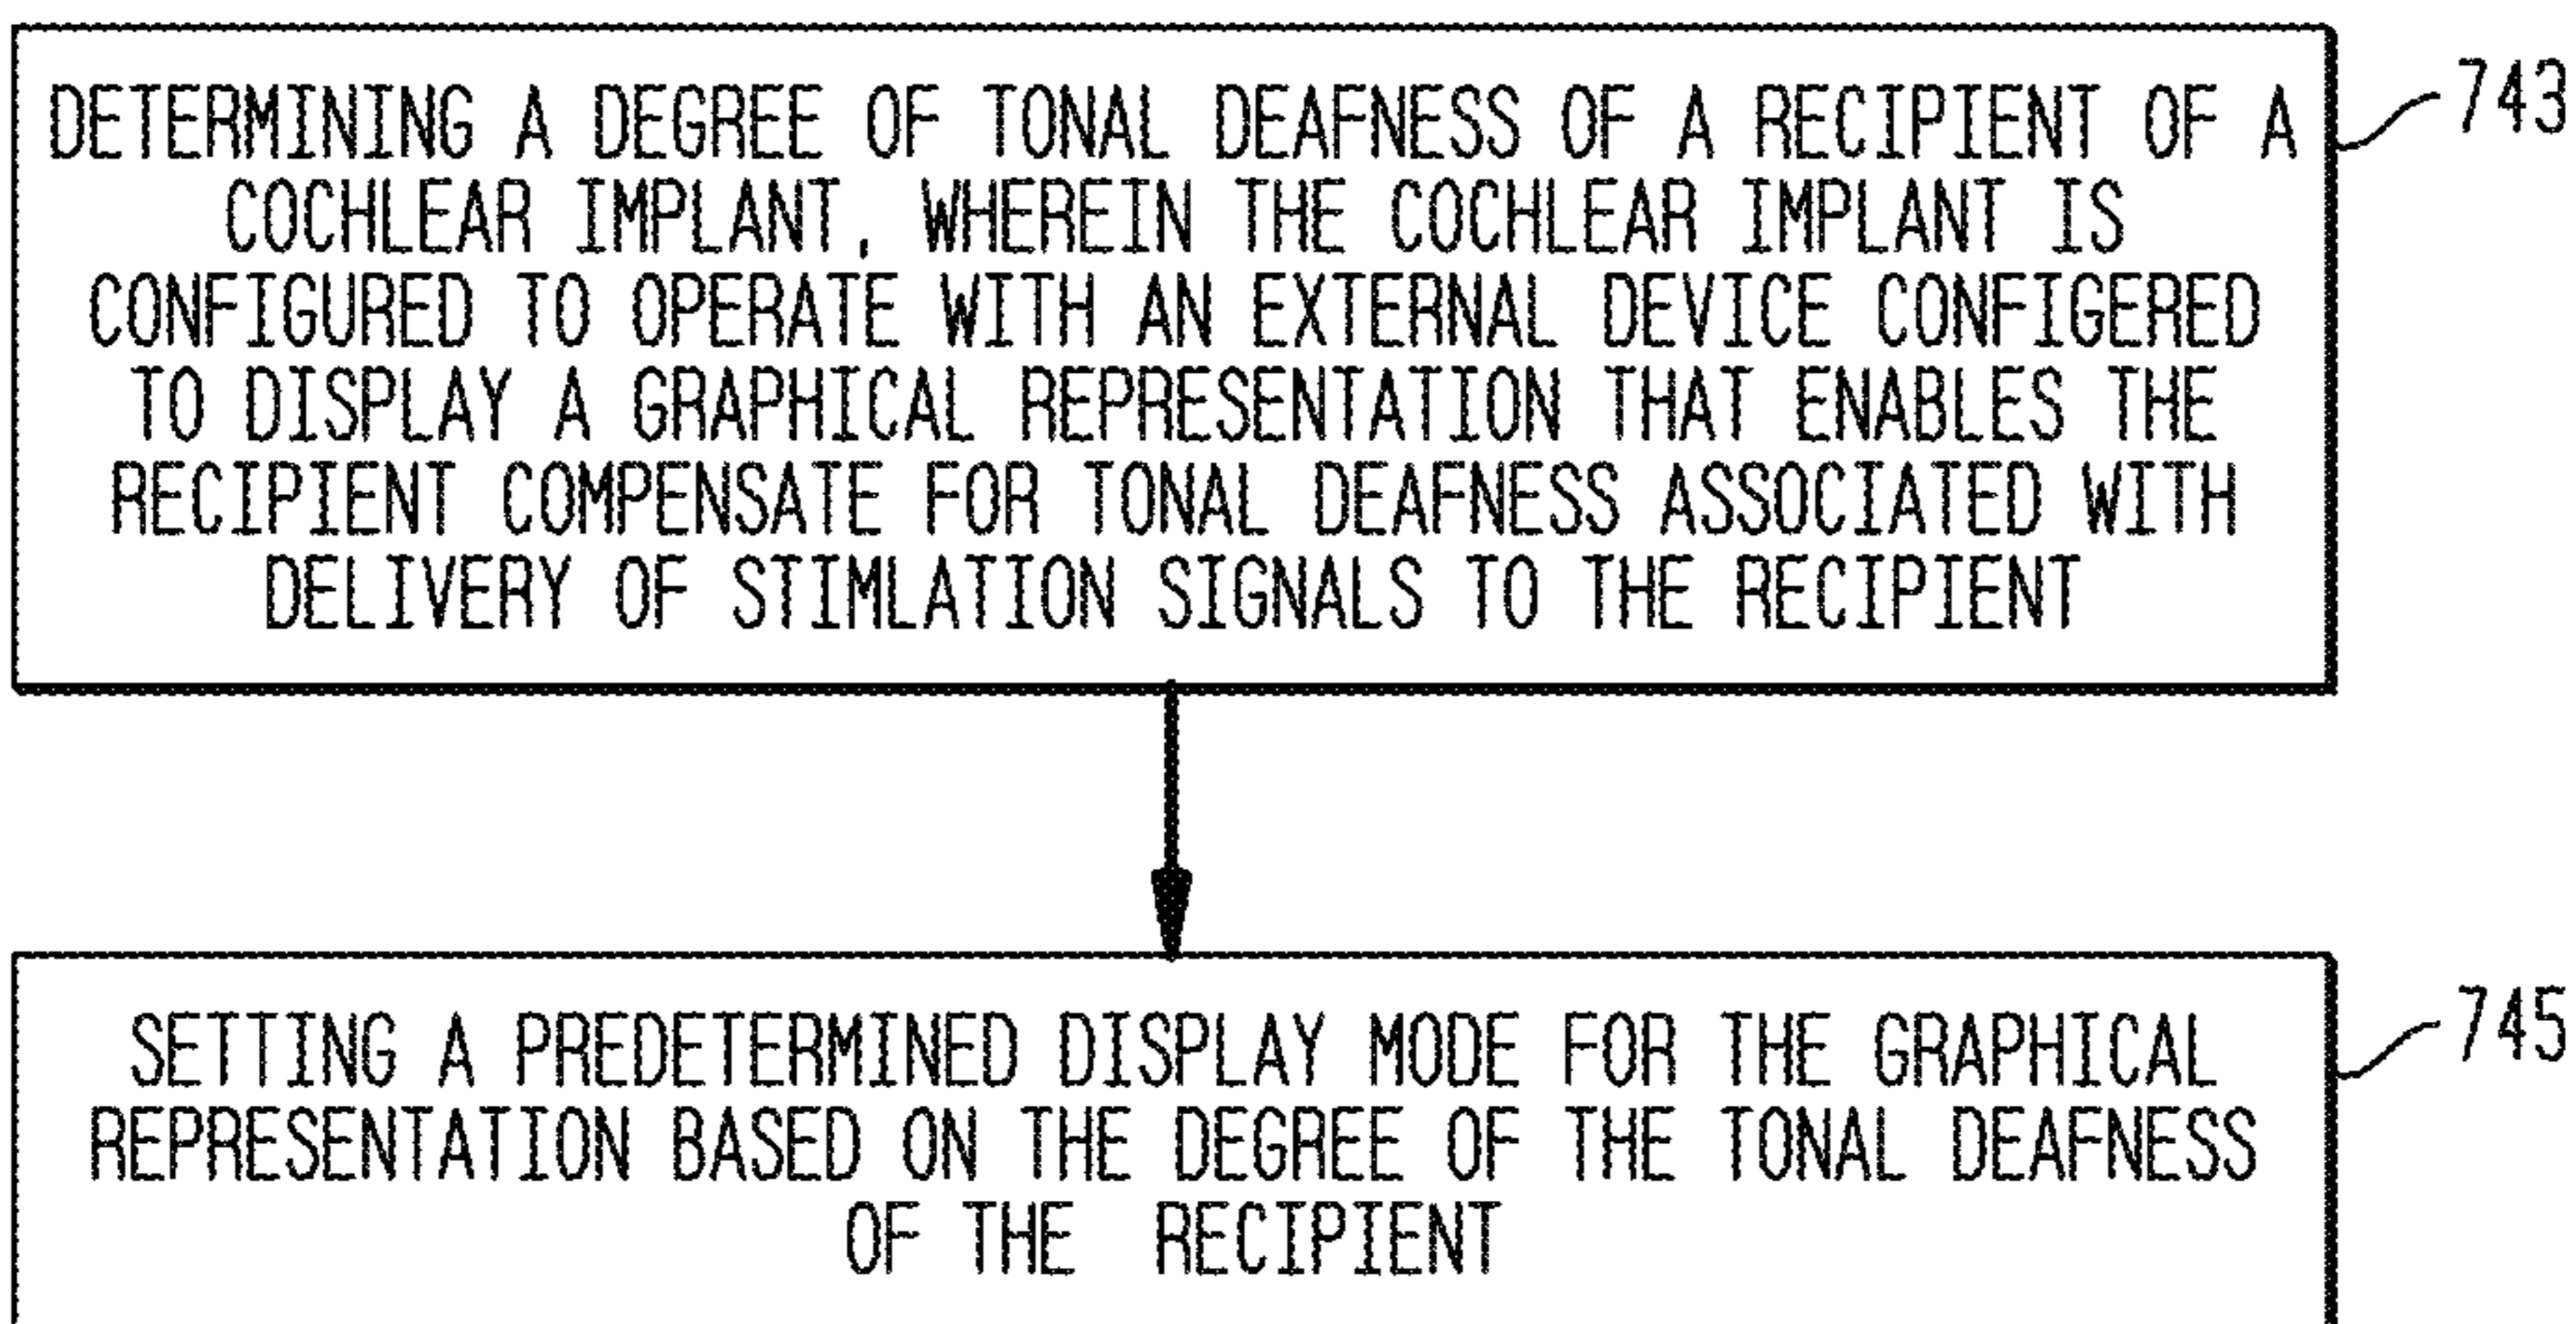 DETERMINING A DEGREE OF TONAL DEAFNESS OF A RECIPIENT OF A
743
COCHLEAR IMPLANT, WHEREIN THE COCHLEAR IMPLANT IS
CONFIGURED TO OPERATE WITH AN EXTERNAL DEVICE CONFIGERED
TO DISPLAY A GRAPHICAL REPRESENTATION THAT ENABLES THE
RECIPIENT COMPENSATE FOR TONAL DEAFNESS ASSOCIATED WITH
DELIVERY OF STIMLATION SIGNALS TO THE RECIPIENT
SETTING A PREDETERMINED DISPLAY MODE FOR THE GRAPHICAL
745
REPRESENTATION BASED ON THE DEGREE OF THE TONAL DEAFNESS
OF THE RECIPIENT